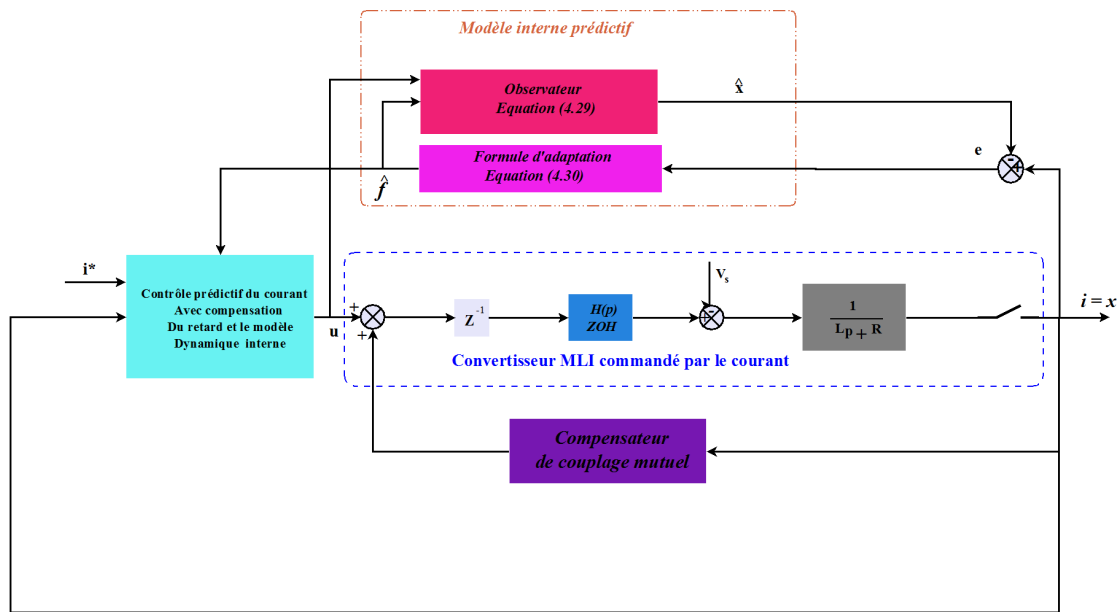 Modèle interne prédictif
Observateur
Equation (4.29)
x̂
Formule d'adaptation
Equation (4.30)
f̂
e
-
+
i*
Contrôle prédictif du courant
Avec compensation
Du retard et le modèle
Dynamique interne
u
+
+
Z⁻¹
H(p)
ZOH
Vₛ
+
-
1
Lp + R
i = x
Convertisseur MLI commandé par le courant
Compensateur
de couplage mutuel